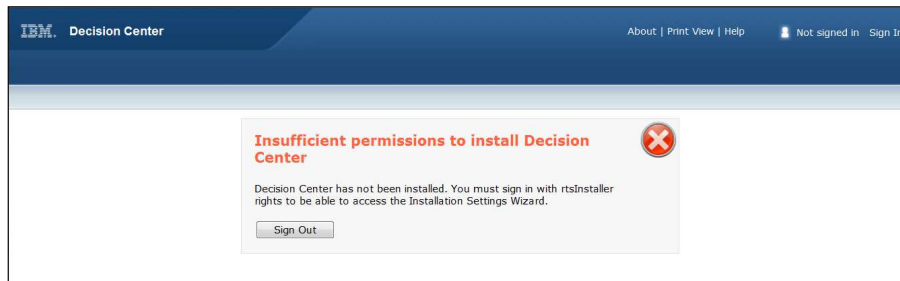 IBM. Decision Center
About | Print View | Help
Not signed in Sign In
Insufficient permissions to install Decision
Center
Decision Center has not been installed. You must sign in with rtsInstaller
rights to be able to access the Installation Settings Wizard.
Sign Out